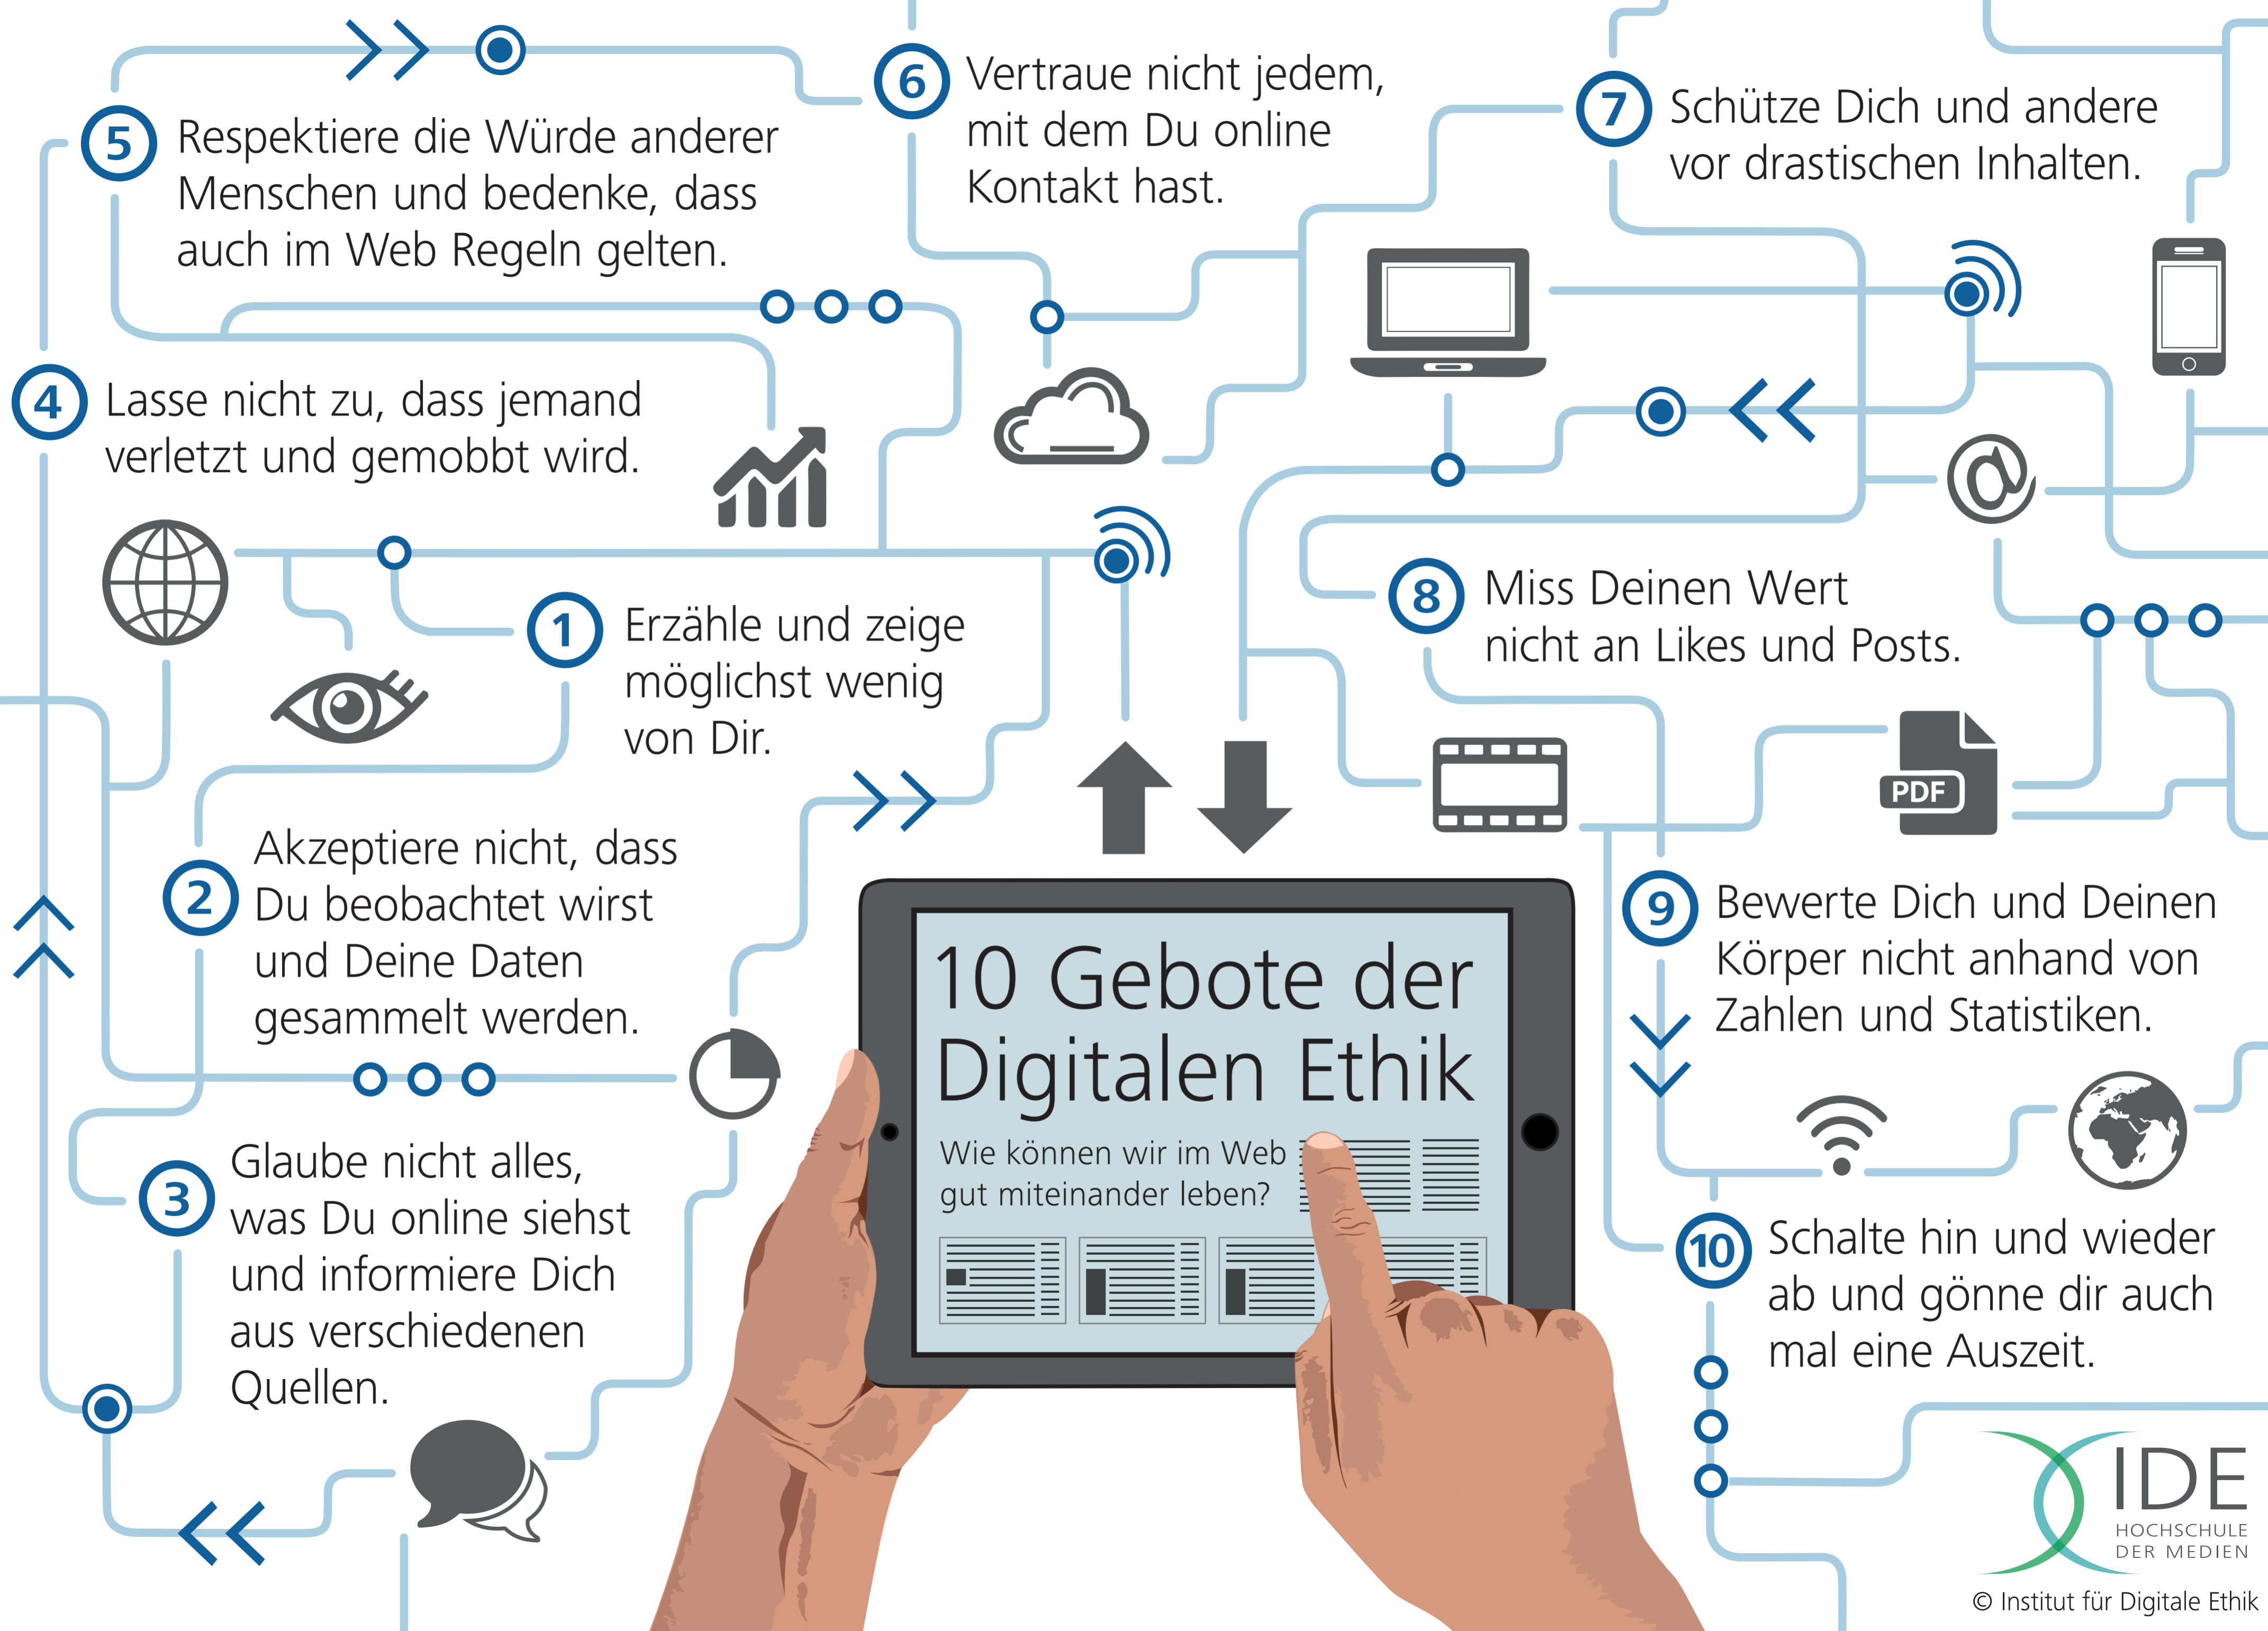 10 Gebote der
Digitalen Ethik
Wie können wir im Web
gut miteinander leben?
1
Erzähle und zeige
möglichst wenig
von Dir.
2
Akzeptiere nicht, dass
Du beobachtet wirst
und Deine Daten
gesammelt werden.
3
Glaube nicht alles,
was Du online siehst
und informiere Dich
aus verschiedenen
Quellen.
4
Lasse nicht zu, dass jemand
verletzt und gemobbt wird.
5
Respektiere die Würde anderer
Menschen und bedenke, dass
auch im Web Regeln gelten.
6
Vertraue nicht jedem,
mit dem Du online
Kontakt hast.
7
Schütze Dich und andere
vor drastischen Inhalten.
@
8
Miss Deinen Wert
nicht an Likes und Posts.
PDF
9
Bewerte Dich und Deinen
Körper nicht anhand von
Zahlen und Statistiken.
10
Schalte hin und wieder
ab und gönne dir auch
mal eine Auszeit.
IDE
HOCHSCHULE
DER MEDIEN
© Institut für Digitale Ethik